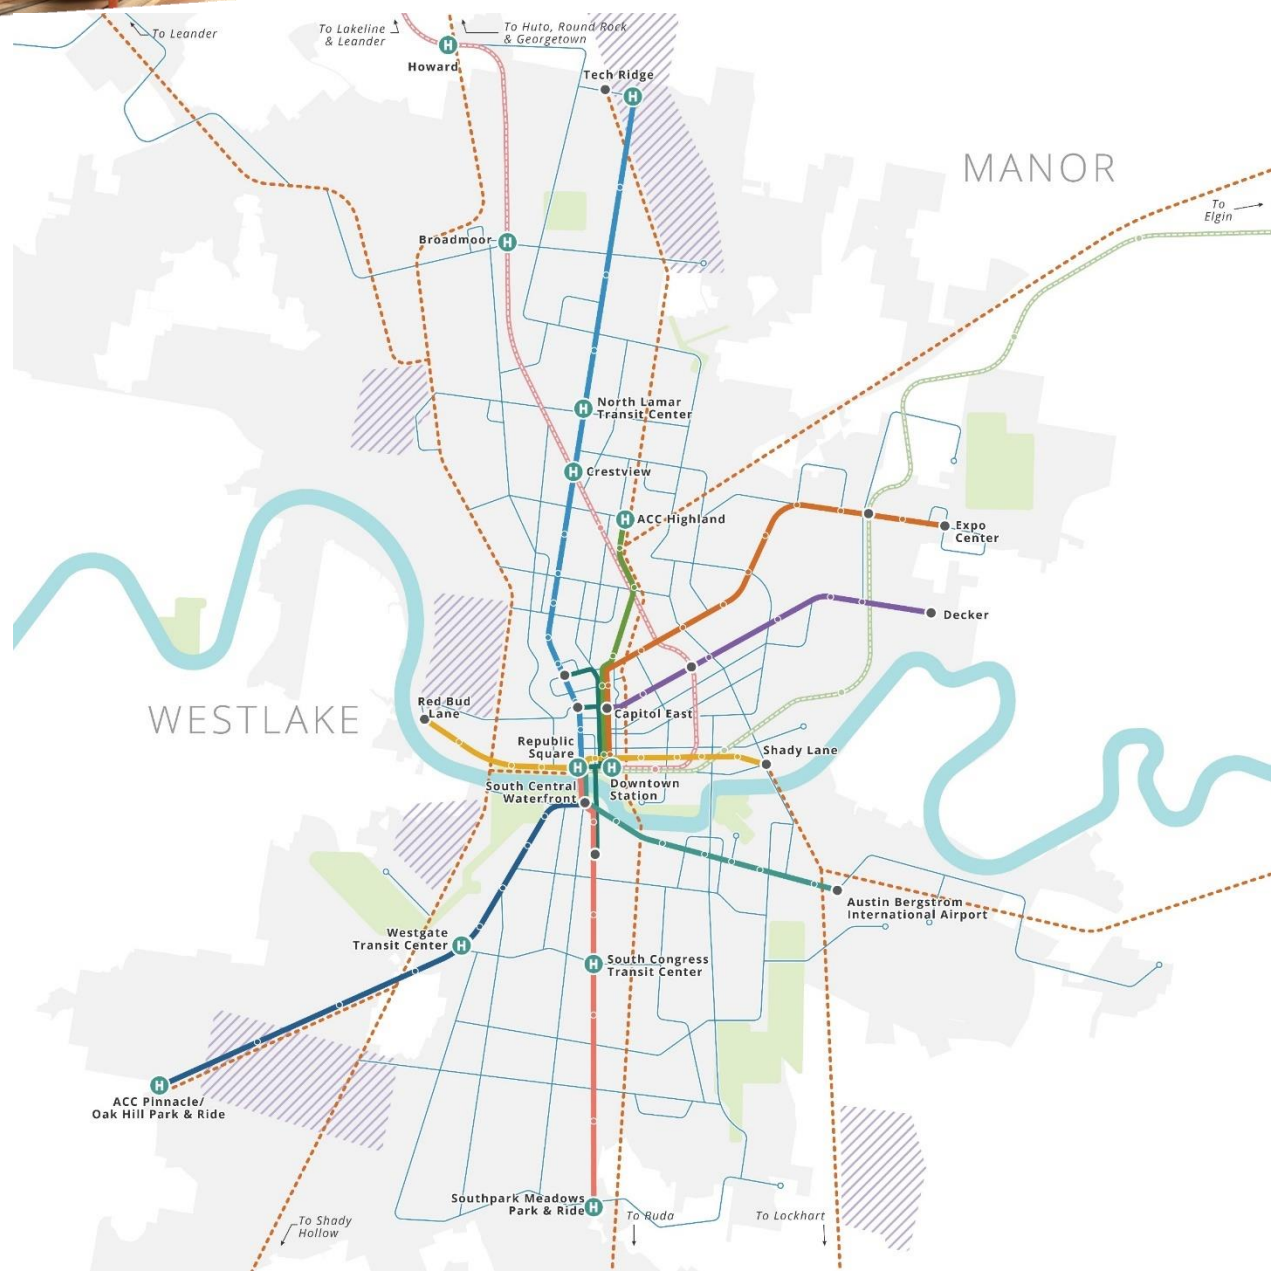 To Leander
To Lakeline
& Leander
To Huto, Round Rock
& Georgetown
H
Howard
Tech Ridge
H
MANOR
To
Elgin
Broadmoor
H
H
North Lamar
Transit Center
H
Crestview
H
ACC Highland
Expo
Center
Decker
Red Bud
Lane
WESTLAKE
Capitol East
Republic
Square
Shady Lane
H
H
South Central
Waterfront
Downtown
Station
Austin Bergstrom
International Airport
Westgate
Transit Center
H
H
South Congress
Transit Center
H
ACC Pinnacle/
Oak Hill Park & Ride
Southpark Meadows
Park & Ride
H
To Shady
Hollow
To Buda
To Lockhart